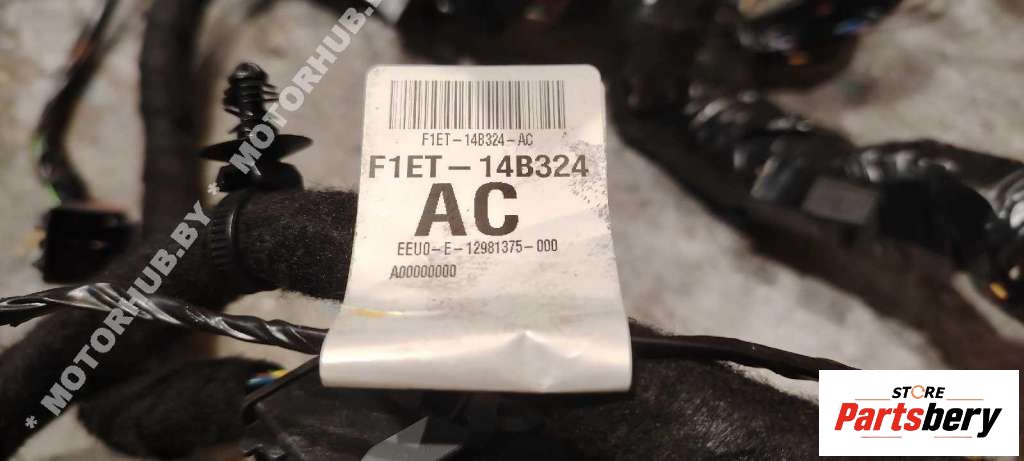 F1ET-14B324-AC
F1ET-14B324
AC
EEU0-E-12981375-000
A00000000
* MOTORHUB.BY * MOTORHUB.BY
STORE
Partsbery